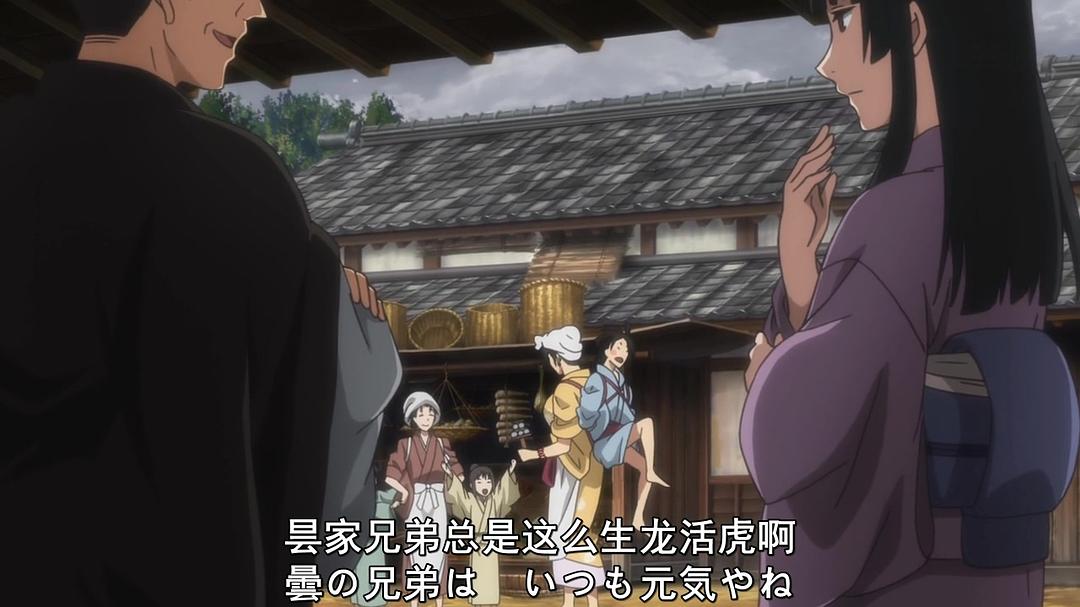 昙家兄弟总是这么生龙活虎啊
曇の兄弟は　いつも元気やね